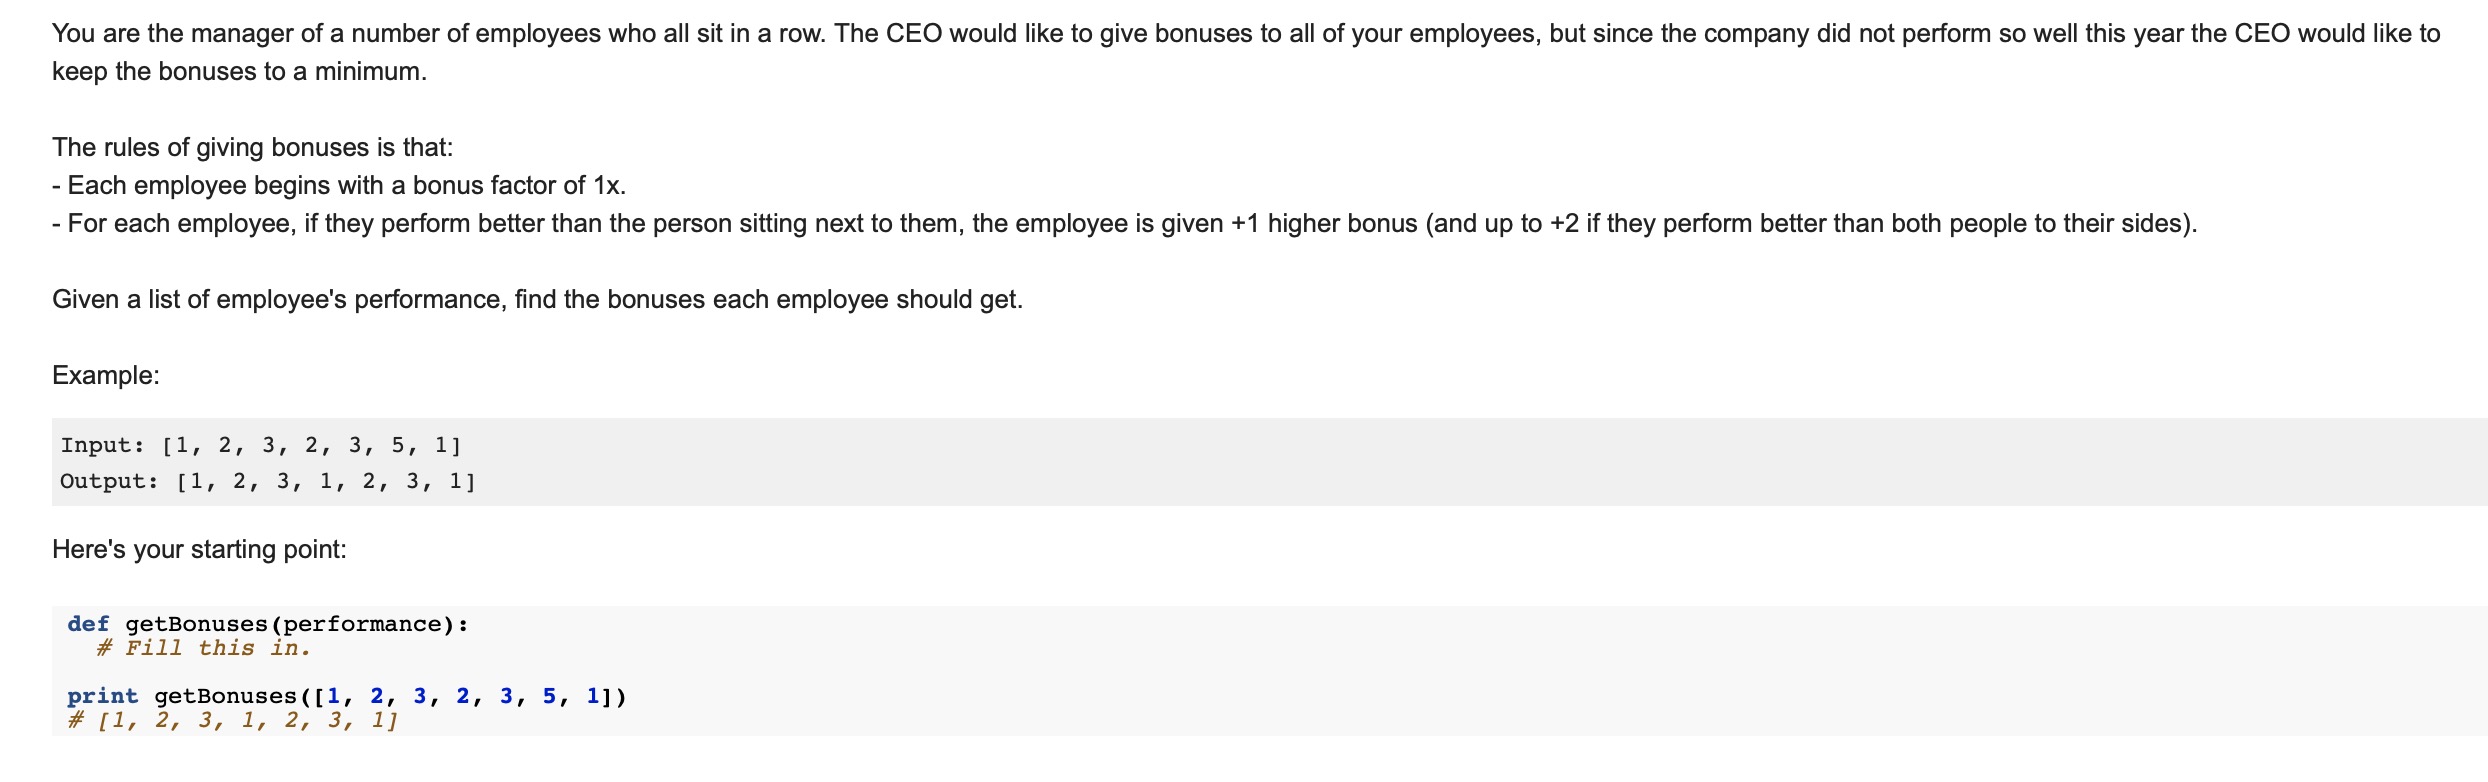 You are the manager of a number of employees who all sit in a row. The CEO would like to give bonuses to all of your employees, but since the company did not perform so well this year the CEO would like to
keep the bonuses to a minimum.
The rules of giving bonuses is that:
- Each employee begins with a bonus factor of 1x.
- For each employee, if they perform better than the person sitting next to them, the employee is given +1 higher bonus (and up to +2 if they perform better than both people to their sides).
Given a list of employee's performance, find the bonuses each employee should get.
Example:
Input: [1, 2, 3, 2, 3, 5, 1]
Output: [1, 2, 3, 1, 2, 3, 1]
Here's your starting point:
def getBonuses(performance):
  # Fill this in.
print getBonuses([1, 2, 3, 2, 3, 5, 1])
# [1, 2, 3, 1, 2, 3, 1]